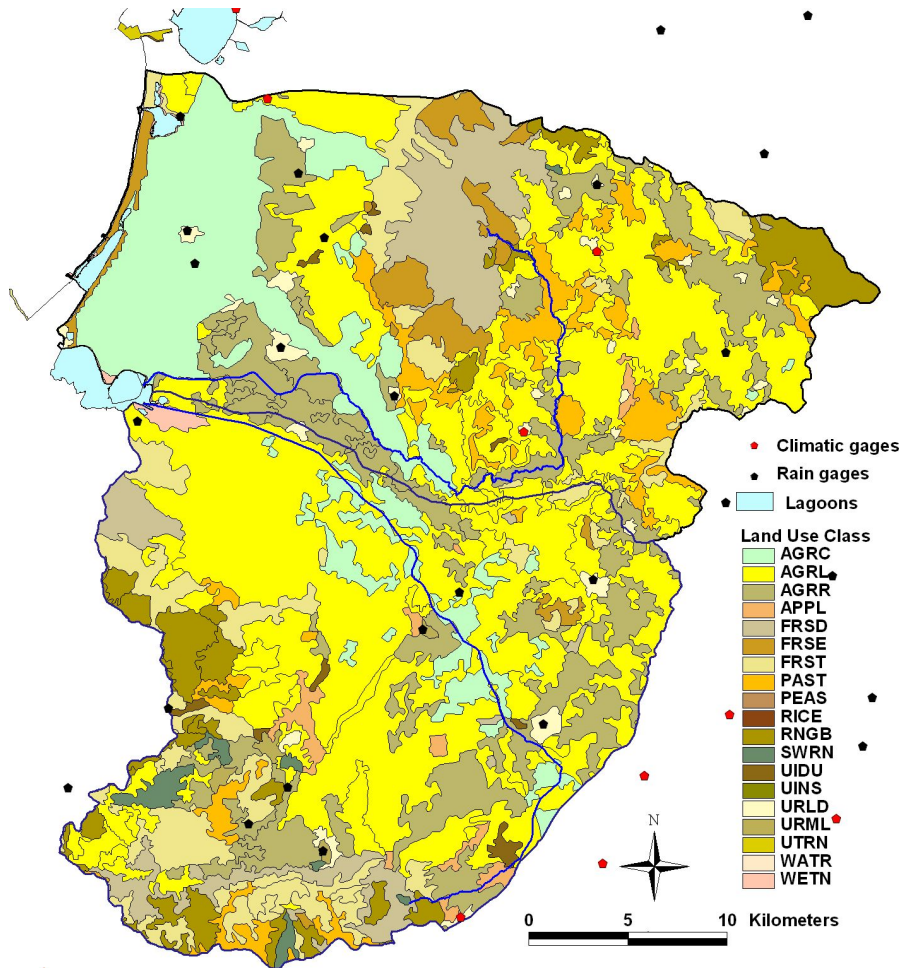 Climatic gages
Rain gages
Lagoons
Land Use Class
AGRC
AGRL
AGRR
APPL
FRSD
FRSE
FRST
PAST
PEAS
RICE
RNGB
SWRN
UIDU
UINS
URLD
URML
UTRN
WATR
WETN
N
0 5 10 Kilometers